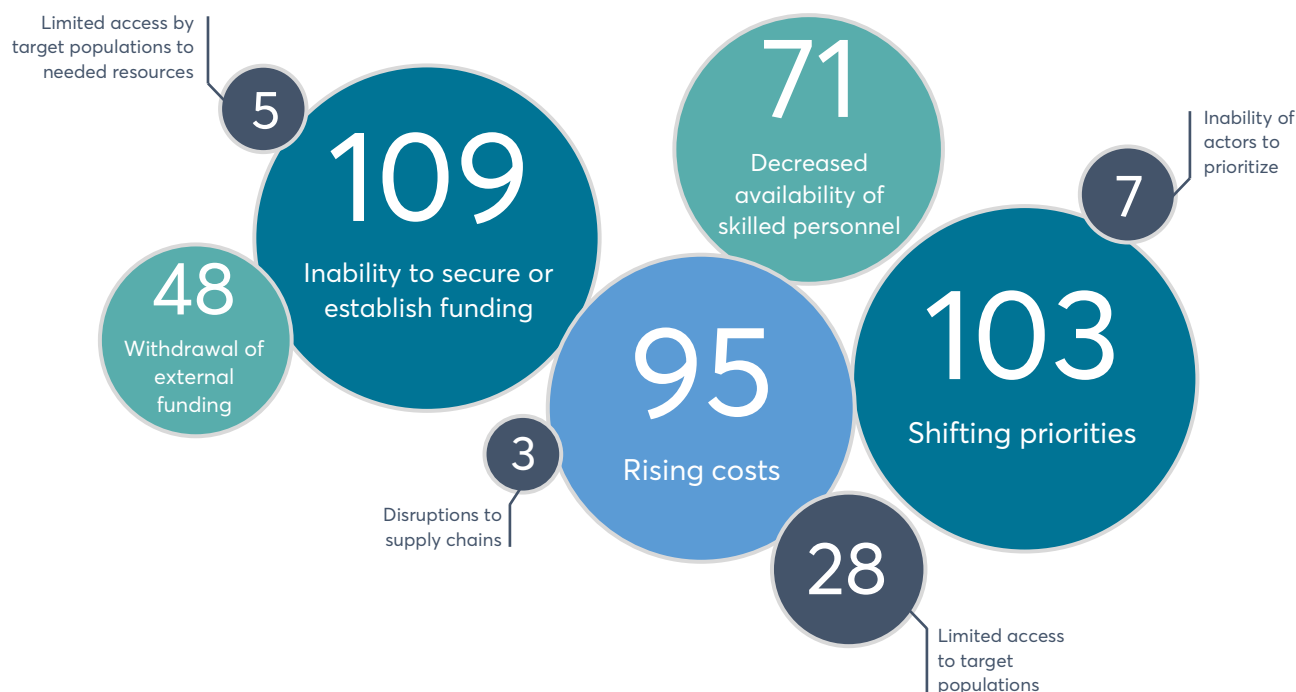 Limited access by
target populations to
needed resources
5
109
Inability to secure or
establish funding
48
Withdrawal of
external
funding
71
Decreased
availability of
skilled personnel
Inability of
actors to
prioritize
7
103
Shifting priorities
95
Rising costs
3
Disruptions to
supply chains
28
Limited access
to target
populations